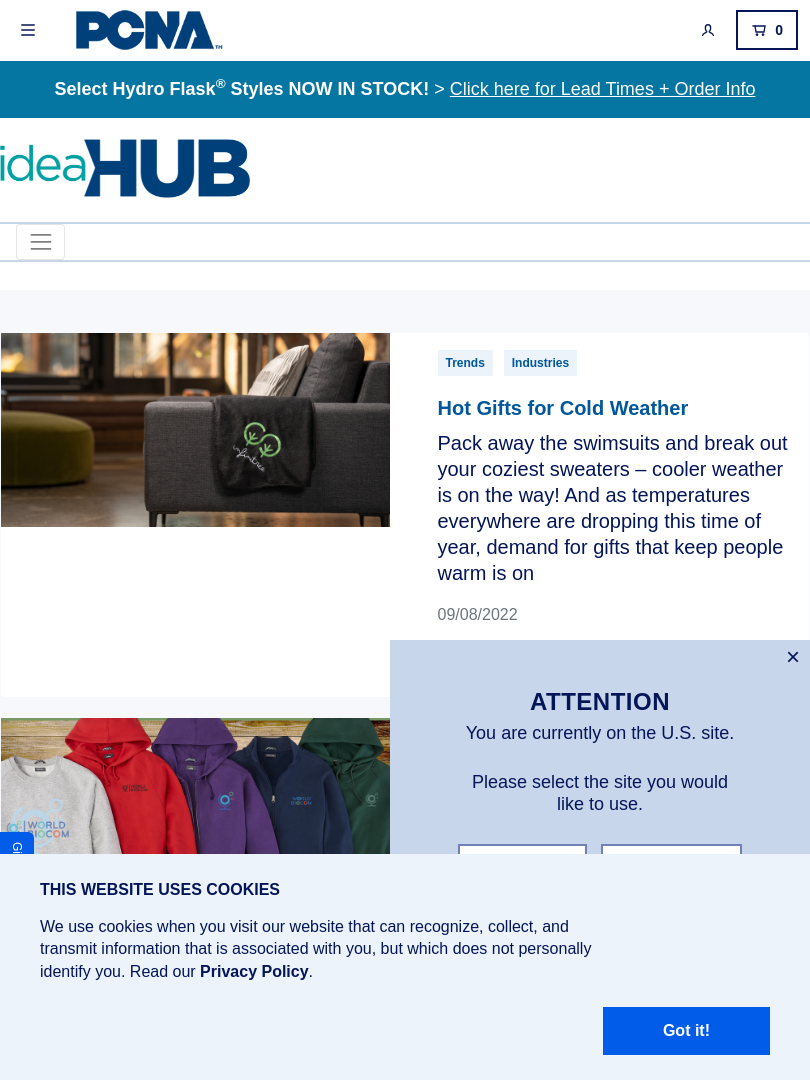 PCNA™
0
Select Hydro Flask® Styles NOW IN STOCK! > Click here for Lead Times + Order Info
ideaHUB
Trends Industries
Hot Gifts for Cold Weather
Pack away the swimsuits and break out
your coziest sweaters – cooler weather
is on the way! And as temperatures
everywhere are dropping this time of
year, demand for gifts that keep people
warm is on
09/08/2022
infinitree
×
ATTENTION
You are currently on the U.S. site.
Please select the site you would
like to use.
WORLD
BIOCOM
WORLD
BIOCOM
THIS WEBSITE USES COOKIES
We use cookies when you visit our website that can recognize, collect, and
transmit information that is associated with you, but which does not personally
identify you. Read our Privacy Policy.
Got it!